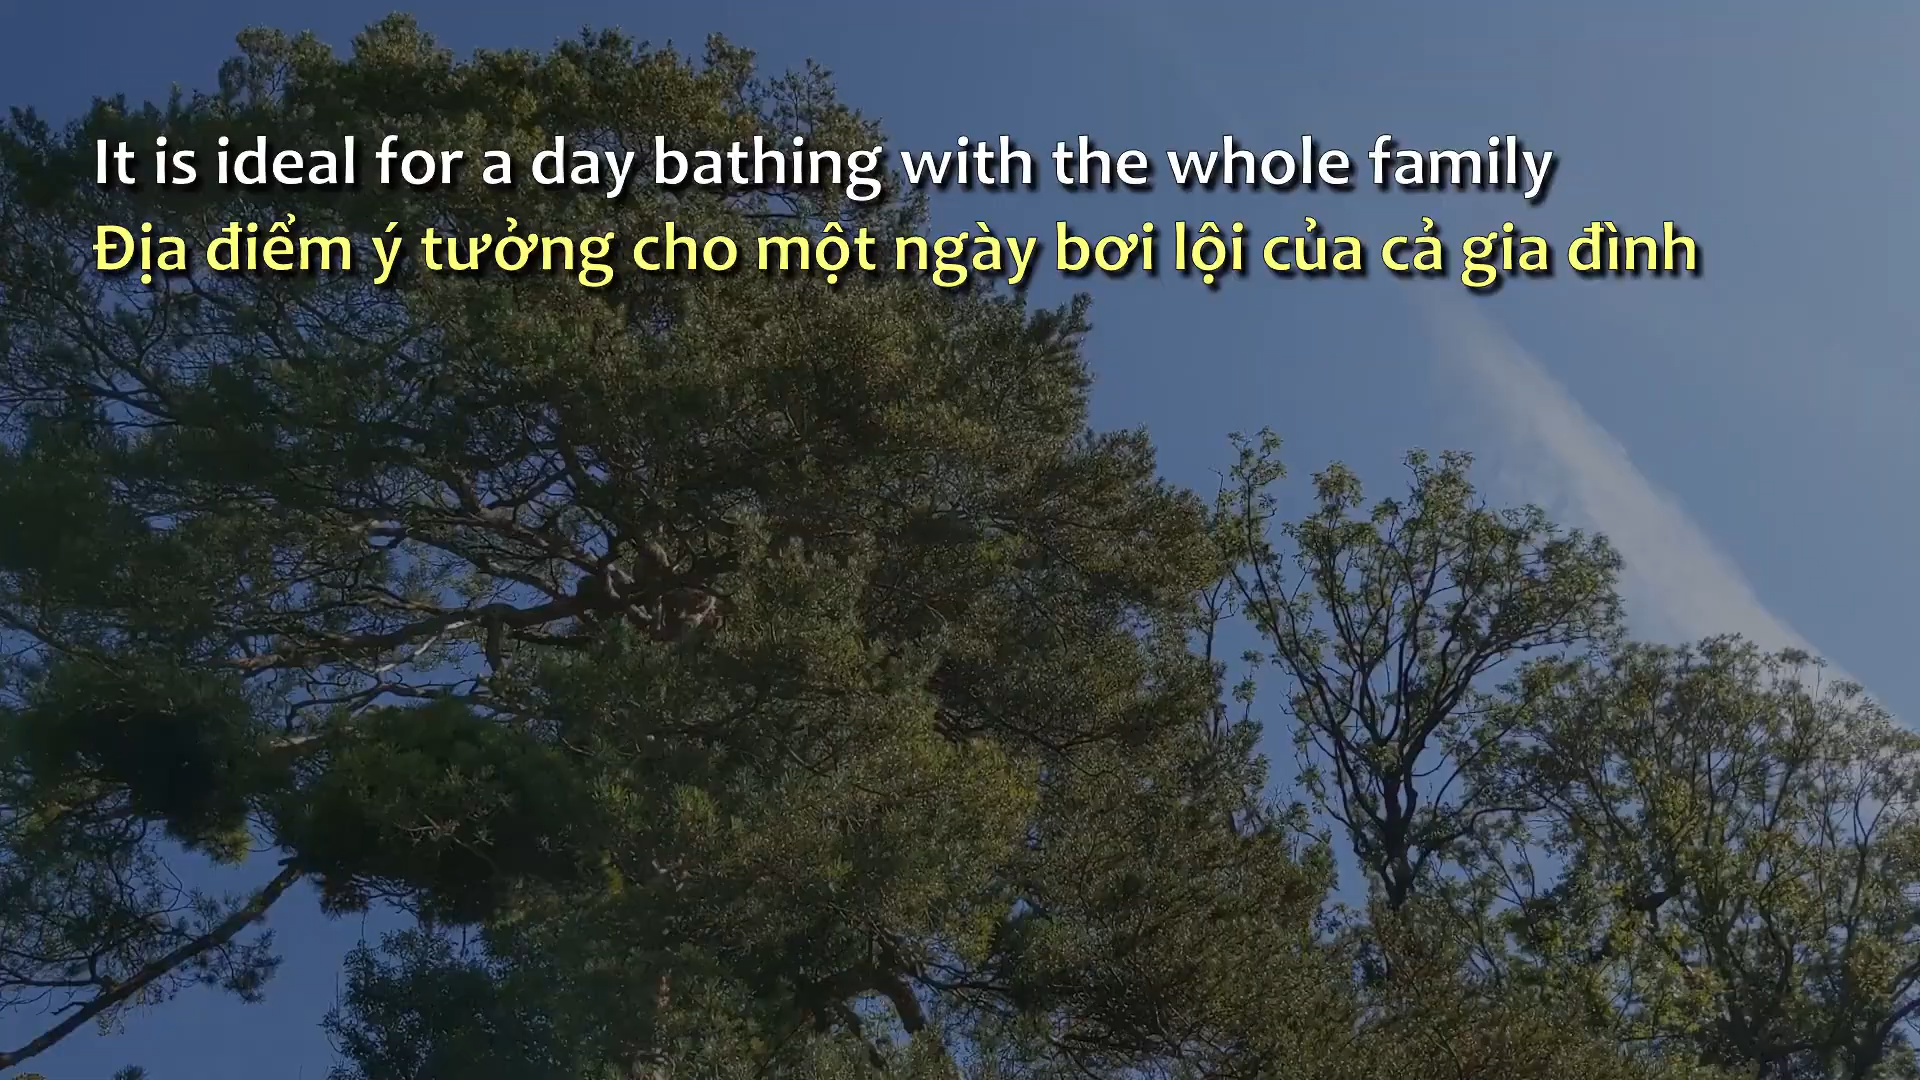 It is ideal for a day bathing with the whole family
Địa điểm ý tưởng cho một ngày bơi lội của cả gia đình